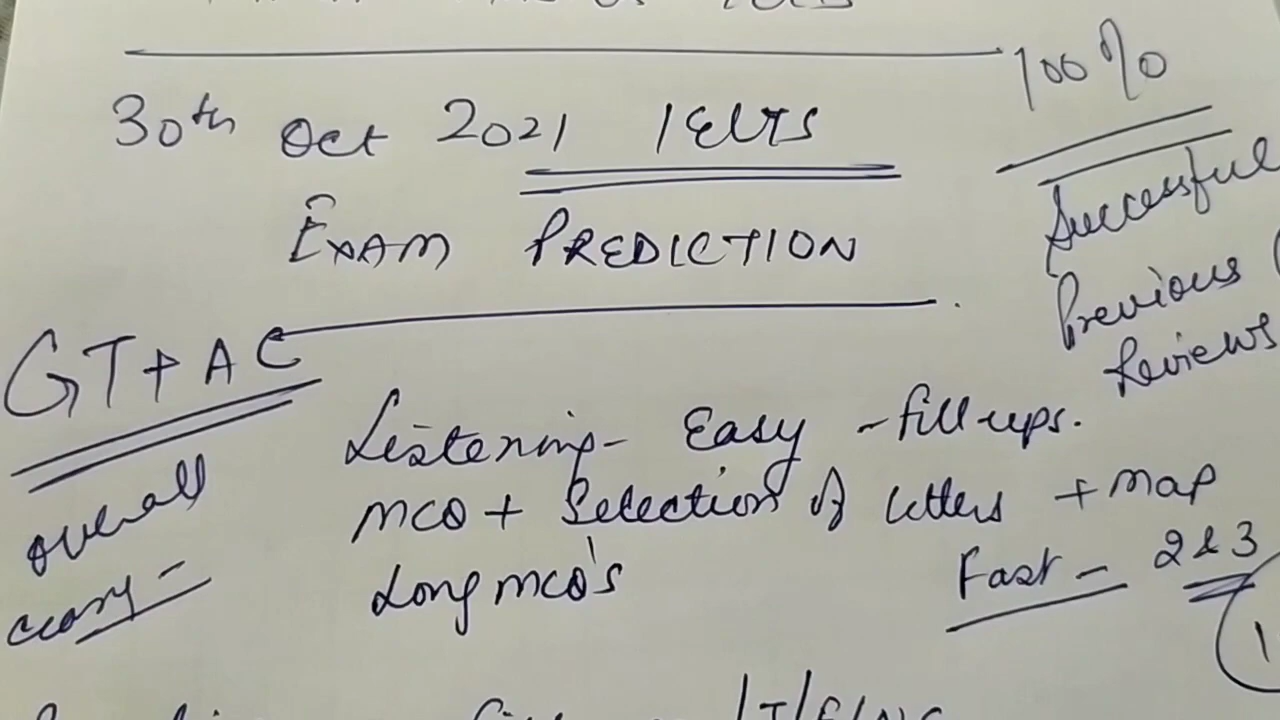 30th Oct 2021 IELTS
EXAM PREDICTION
100%
Successful
Previous
Reviews
GT+AC
overall
easy-
Listening- Easy -fill-ups.
MCQ + Selection of letters + Map
Long MCQ's
Fast - 2 & 3
1